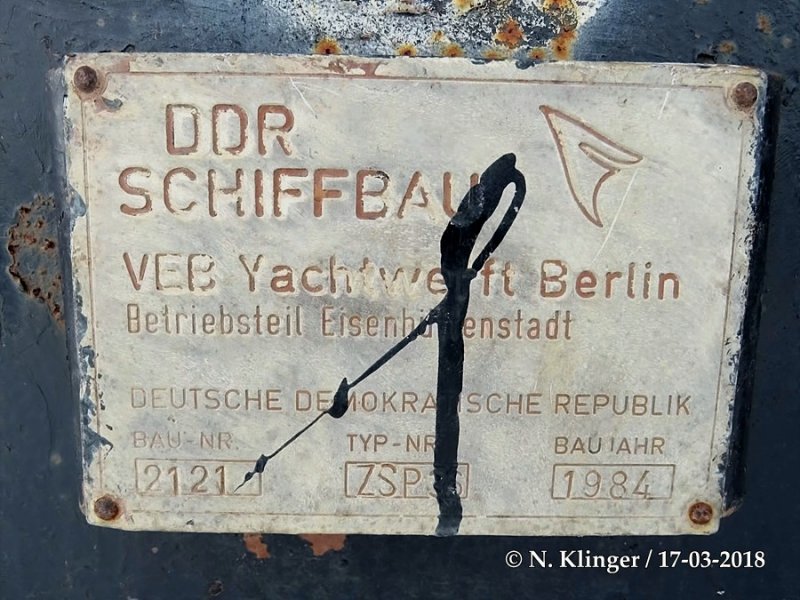 DDR
SCHIFFBAU
VEB Yachtwerft Berlin
Betriebsteil Eisenhüttenstadt
DEUTSCHE DEMOKRATISCHE REPUBLIK
BAU-NR. TYP-NR BAUJAHR
2121 ZSP36 1984
© N. Klinger / 17-03-2018